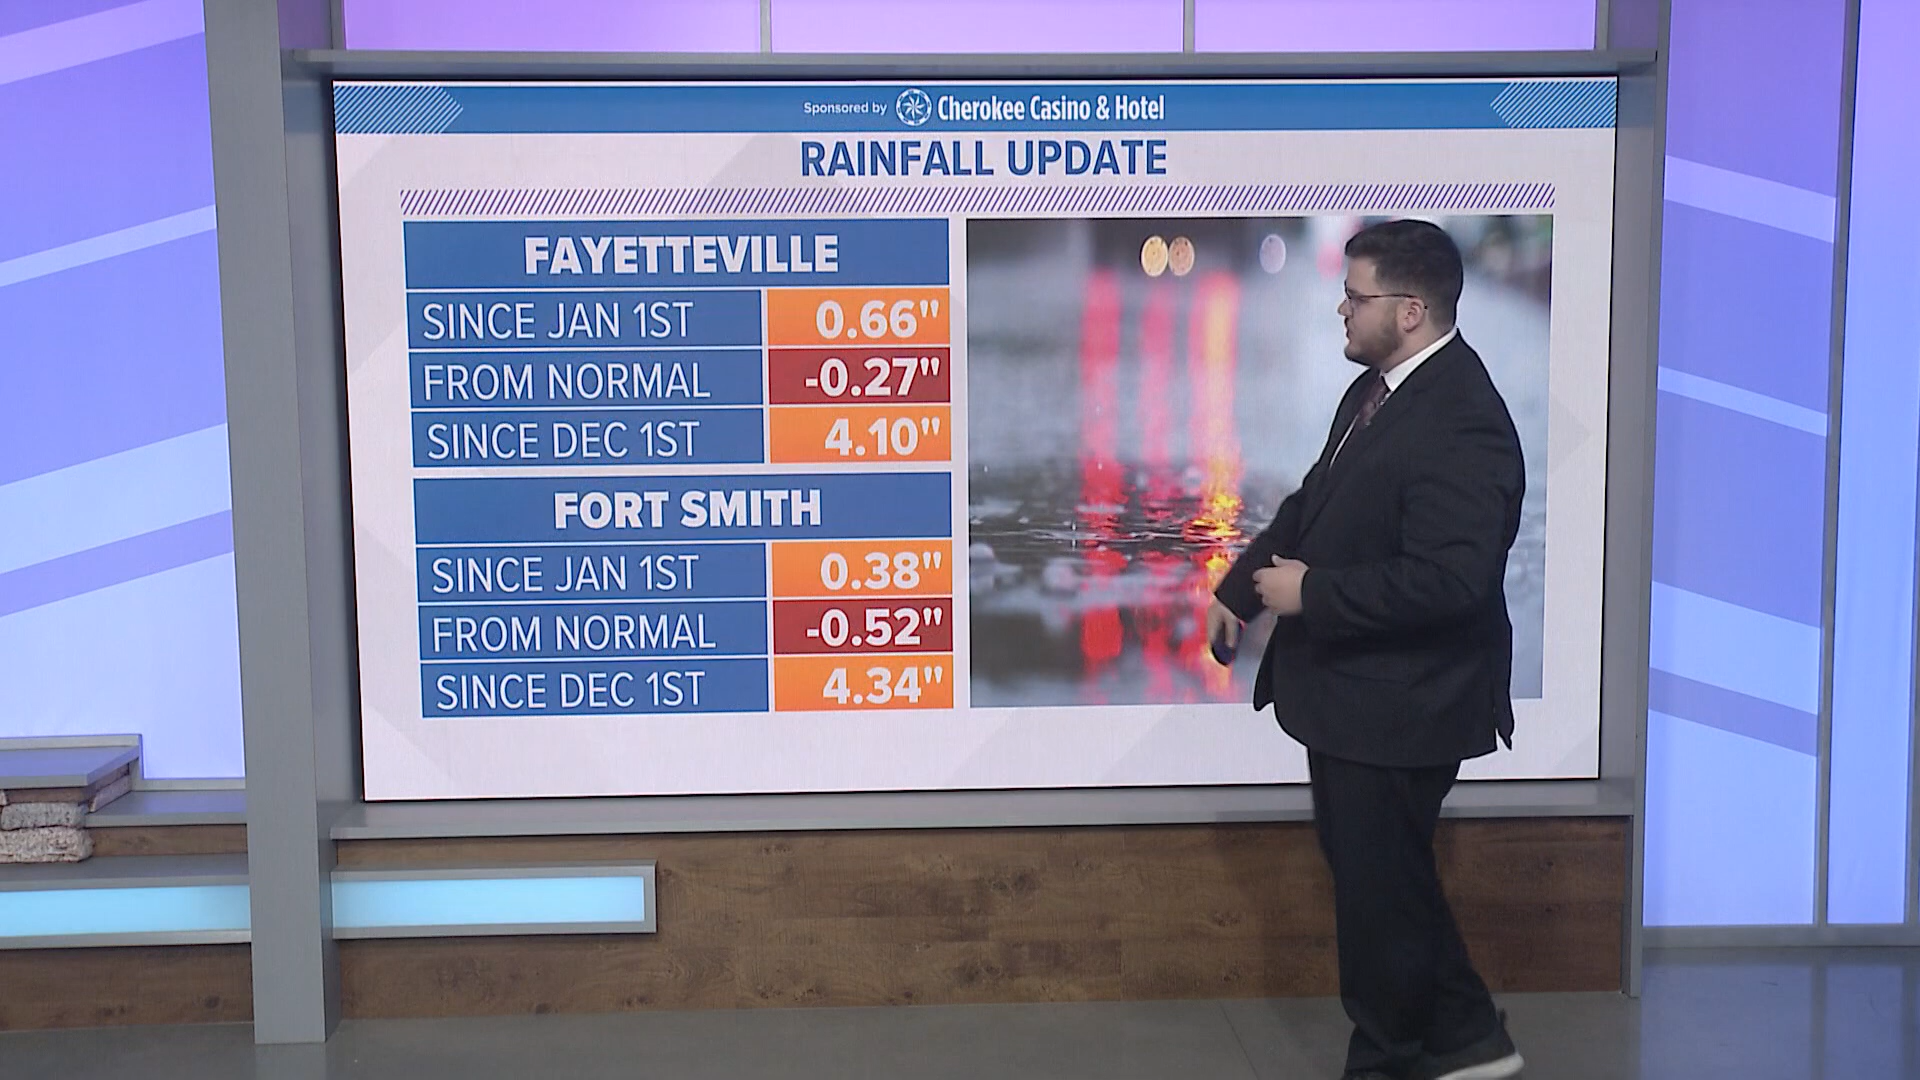 Sponsored by Cherokee Casino & Hotel
RAINFALL UPDATE
FAYETTEVILLE
SINCE JAN 1ST 0.66"
FROM NORMAL -0.27"
SINCE DEC 1ST 4.10"
FORT SMITH
SINCE JAN 1ST 0.38"
FROM NORMAL -0.52"
SINCE DEC 1ST 4.34"